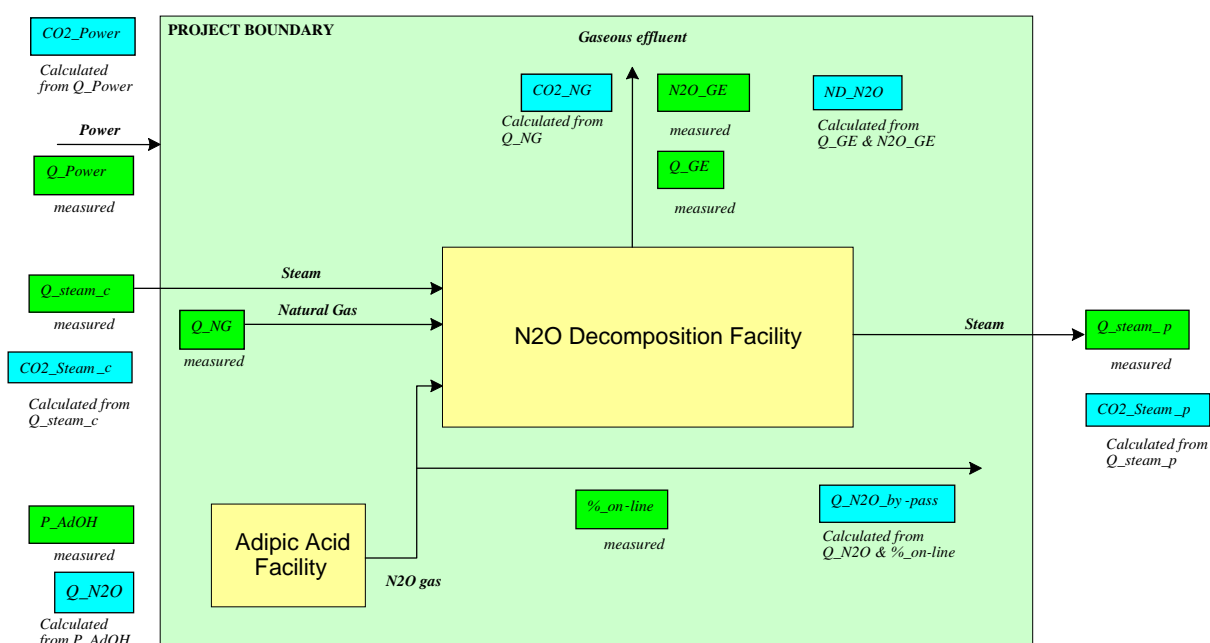 CO2_Power
Calculated
from Q_Power
PROJECT BOUNDARY
Gaseous effluent
CO2_NG
Calculated from
Q_NG
N2O_GE
measured
Q_GE
measured
ND_N2O
Calculated from
Q_GE & N2O_GE
Power
Q_Power
measured
Steam
Q_steam_c
measured
Natural Gas
Q_NG
measured
CO2_Steam_c
Calculated from
Q_steam_c
N2O Decomposition Facility
Steam
Q_steam_p
measured
CO2_Steam_p
Calculated from
Q_steam_p
P_AdOH
measured
Q_N2O
Calculated
from P_AdOH
Adipic Acid
Facility
N2O gas
%_on-line
measured
Q_N2O_by-pass
Calculated from
Q_N2O & %_on-line